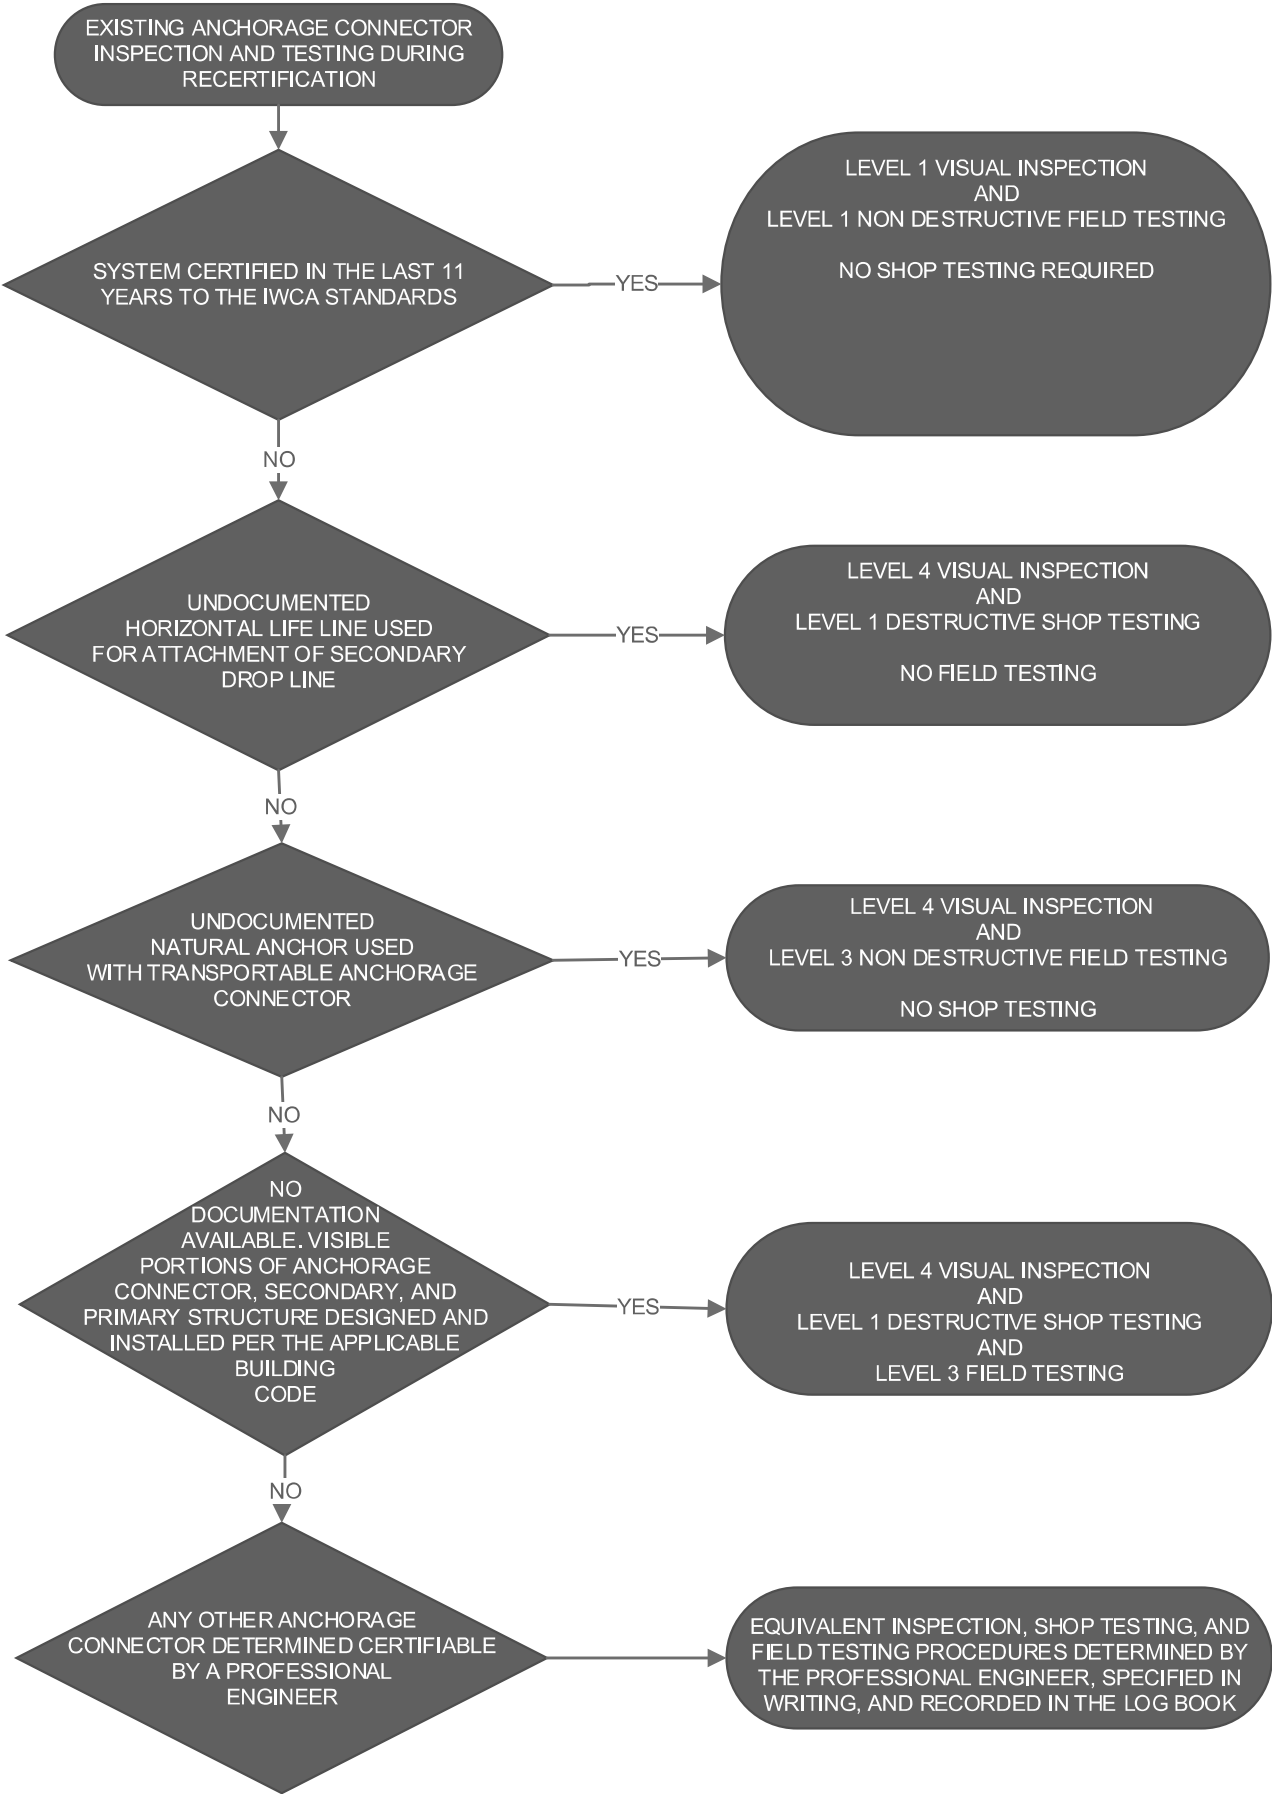 EXISTING ANCHORAGE CONNECTOR
INSPECTION AND TESTING DURING
RECERTIFICATION
SYSTEM CERTIFIED IN THE LAST 11
YEARS TO THE IWCA STANDARDS
YES
LEVEL 1 VISUAL INSPECTION
AND
LEVEL 1 NON DESTRUCTIVE FIELD TESTING
NO SHOP TESTING REQUIRED
NO
UNDOCUMENTED
HORIZONTAL LIFE LINE USED
FOR ATTACHMENT OF SECONDARY
DROP LINE
YES
LEVEL 4 VISUAL INSPECTION
AND
LEVEL 1 DESTRUCTIVE SHOP TESTING
NO FIELD TESTING
NO
UNDOCUMENTED
NATURAL ANCHOR USED
WITH TRANSPORTABLE ANCHORAGE
CONNECTOR
YES
LEVEL 4 VISUAL INSPECTION
AND
LEVEL 3 NON DESTRUCTIVE FIELD TESTING
NO SHOP TESTING
NO
NO
DOCUMENTATION
AVAILABLE. VISIBLE
PORTIONS OF ANCHORAGE
CONNECTOR, SECONDARY, AND
PRIMARY STRUCTURE DESIGNED AND
INSTALLED PER THE APPLICABLE
BUILDING
CODE
YES
LEVEL 4 VISUAL INSPECTION
AND
LEVEL 1 DESTRUCTIVE SHOP TESTING
AND
LEVEL 3 FIELD TESTING
NO
ANY OTHER ANCHORAGE
CONNECTOR DETERMINED CERTIFIABLE
BY A PROFESSIONAL
ENGINEER
EQUIVALENT INSPECTION, SHOP TESTING, AND
FIELD TESTING PROCEDURES DETERMINED BY
THE PROFESSIONAL ENGINEER, SPECIFIED IN
WRITING, AND RECORDED IN THE LOG BOOK